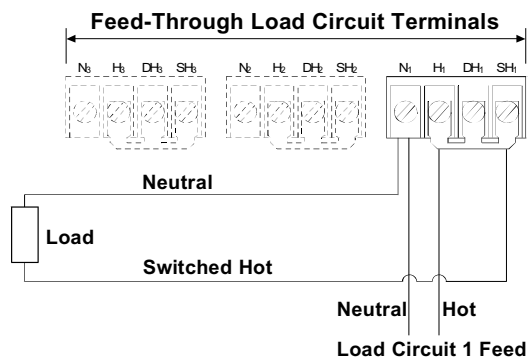 Feed-Through Load Circuit Terminals
N₃ H₃ DH₃ SH₃ N₂ H₂ DH₂ SH₂ N₁ H₁ DH₁ SH₁
Neutral
Load
Switched Hot
Neutral Hot
Load Circuit 1 Feed